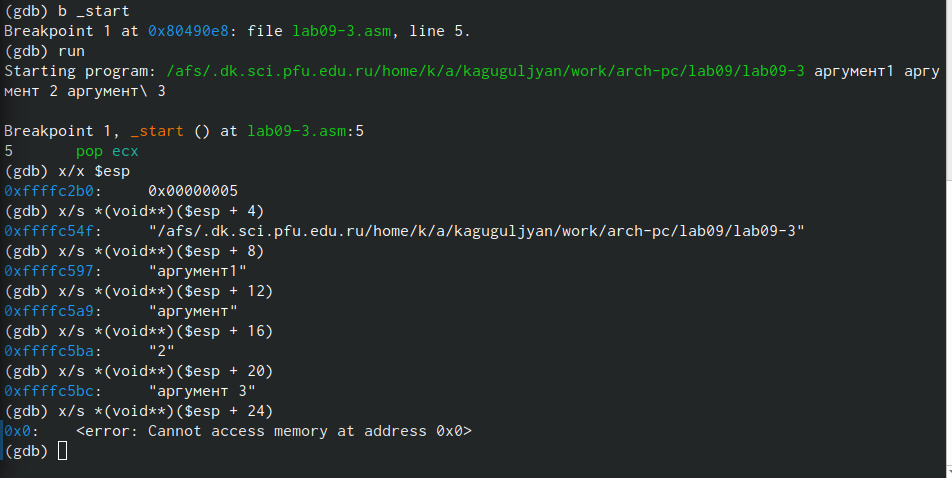 (gdb) b _start
Breakpoint 1 at 0x80490e8: file lab09-3.asm, line 5.
(gdb) run
Starting program: /afs/.dk.sci.pfu.edu.ru/home/k/a/kaguguljyan/work/arch-pc/lab09/lab09-3 аргумент1 аргу
мент 2 аргумент\ 3
Breakpoint 1, _start () at lab09-3.asm:5
5       pop ecx
(gdb) x/x $esp
0xffffc2b0:     0x00000005
(gdb) x/s *(void**)($esp + 4)
0xffffc54f:     "/afs/.dk.sci.pfu.edu.ru/home/k/a/kaguguljyan/work/arch-pc/lab09/lab09-3"
(gdb) x/s *(void**)($esp + 8)
0xffffc597:     "аргумент1"
(gdb) x/s *(void**)($esp + 12)
0xffffc5a9:     "аргумент"
(gdb) x/s *(void**)($esp + 16)
0xffffc5ba:     "2"
(gdb) x/s *(void**)($esp + 20)
0xffffc5bc:     "аргумент 3"
(gdb) x/s *(void**)($esp + 24)
0x0:    <error: Cannot access memory at address 0x0>
(gdb)